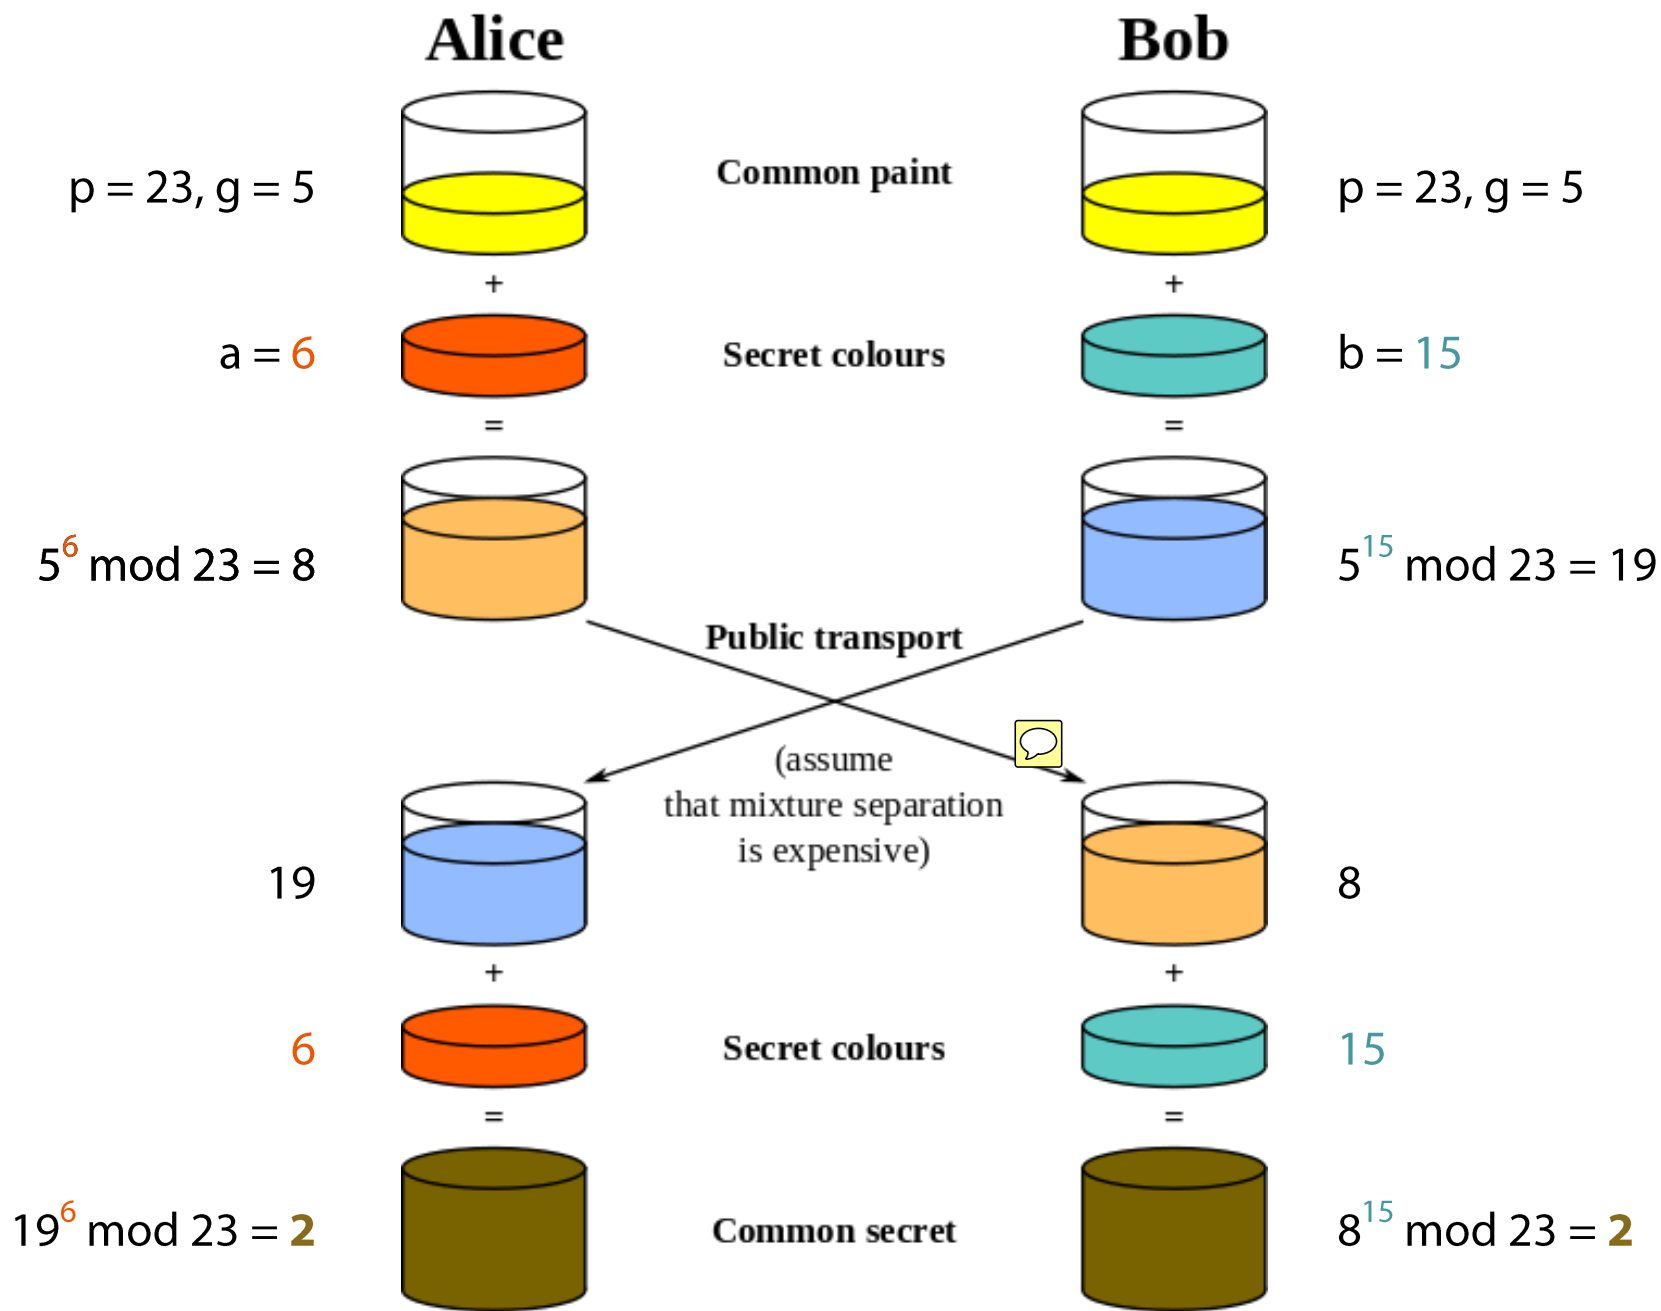 Alice Bob
p = 23, g = 5 Common paint p = 23, g = 5
+ +
a = 6 Secret colours b = 15
= =
5⁶ mod 23 = 8 5¹⁵ mod 23 = 19
Public transport
(assume
that mixture separation
is expensive)
19 8
+ +
6 Secret colours 15
= =
19⁶ mod 23 = 2 Common secret 8¹⁵ mod 23 = 2